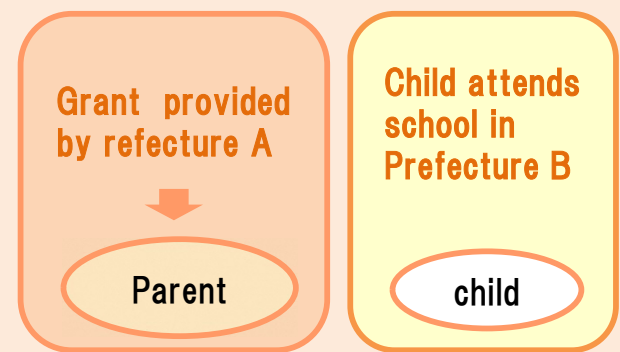 Grant provided
by refecture A
Parent
Child attends
school in
Prefecture B
child